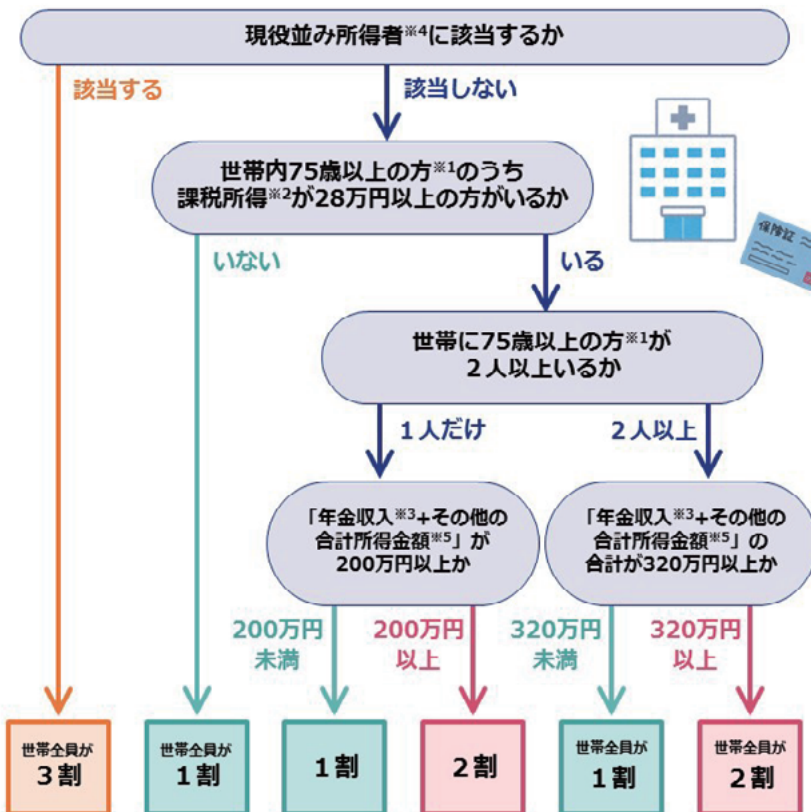 現役並み所得者※4に該当するか
該当する
該当しない
世帯内75歳以上の方※1のうち
課税所得※2が28万円以上の方がいるか
保険証
いない
いる
世帯に75歳以上の方※1が
2人以上いるか
1人だけ
2人以上
「年金収入※3+その他の
合計所得金額※5」が
200万円以上か
「年金収入※3+その他の
合計所得金額※5」の
合計が320万円以上か
200万円
未満
200万円
以上
320万円
未満
320万円
以上
世帯全員が
3割
世帯全員が
1割
1割
2割
世帯全員が
1割
世帯全員が
2割